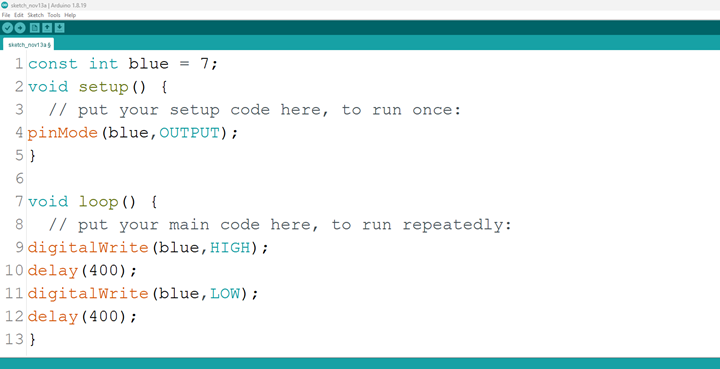 sketch_nov13a | Arduino 1.8.19
File Edit Sketch Tools Help
sketch_nov13a §
1 const int blue = 7;
2 void setup() {
3   // put your setup code here, to run once:
4 pinMode(blue,OUTPUT);
5 }
6
7 void loop() {
8   // put your main code here, to run repeatedly:
9 digitalWrite(blue,HIGH);
10 delay(400);
11 digitalWrite(blue,LOW);
12 delay(400);
13 }